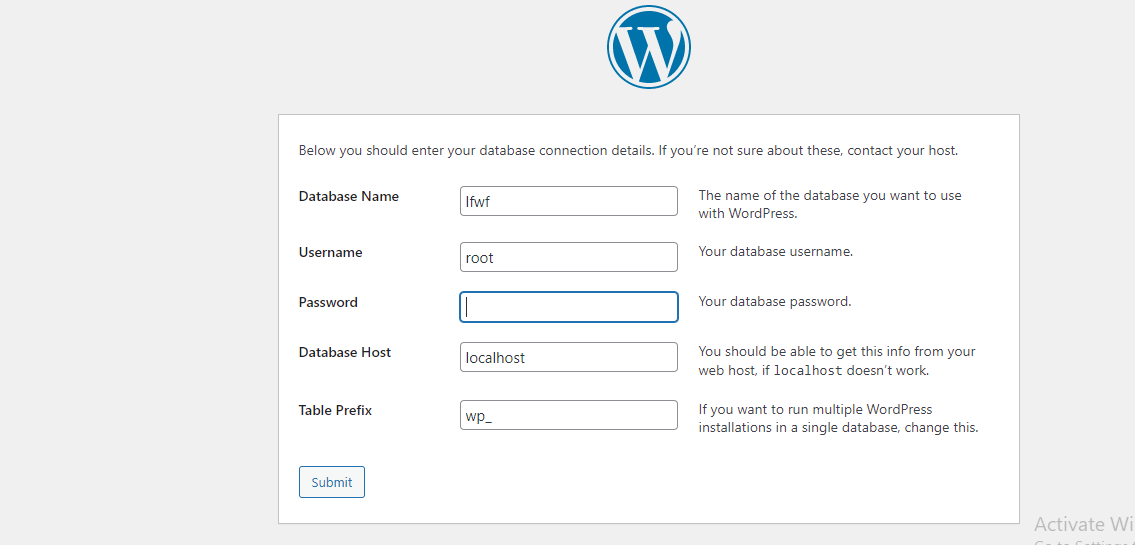 Below you should enter your database connection details. If you’re not sure about these, contact your host.
Database Name
lfwf
The name of the database you want to use
with WordPress.
Username
root
Your database username.
Password
Your database password.
Database Host
localhost
You should be able to get this info from your
web host, if localhost doesn’t work.
Table Prefix
wp_
If you want to run multiple WordPress
installations in a single database, change this.
Submit
Activate Wi